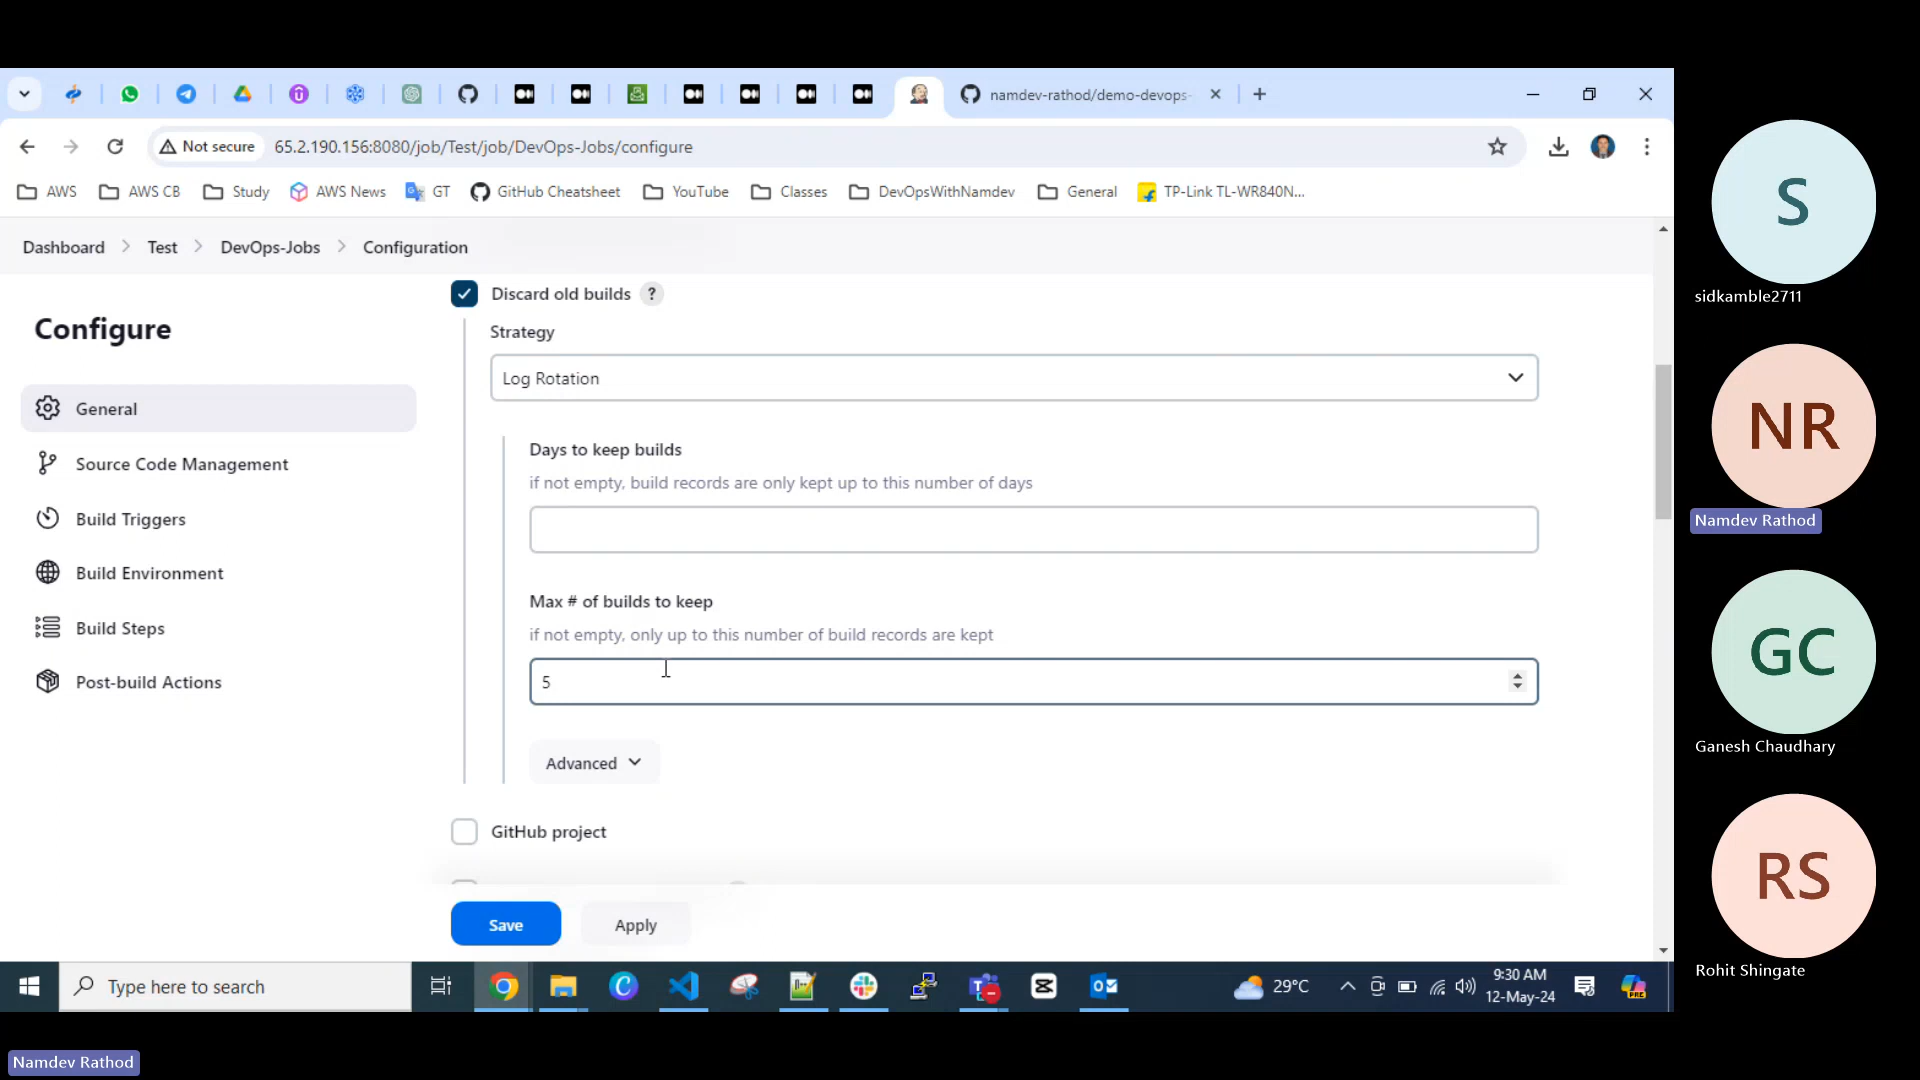 namdev-rathod/demo-devops-
Not secure
65.2.190.156:8080/job/Test/job/DevOps-Jobs/configure
AWS
AWS CB
Study
AWS News
GT
GitHub Cheatsheet
YouTube
Classes
DevOpsWithNamdev
General
TP-Link TL-WR840N...
Dashboard
Test
DevOps-Jobs
Configuration
Configure
General
Source Code Management
Build Triggers
Build Environment
Build Steps
Post-build Actions
Discard old builds ?
Strategy
Log Rotation
Days to keep builds
if not empty, build records are only kept up to this number of days
Max # of builds to keep
if not empty, only up to this number of build records are kept
5
Advanced
GitHub project
Save
Apply
Type here to search
29°C
9:30 AM
12-May-24
S
sidkamble2711
NR
Namdev Rathod
GC
Ganesh Chaudhary
RS
Rohit Shingate
Namdev Rathod